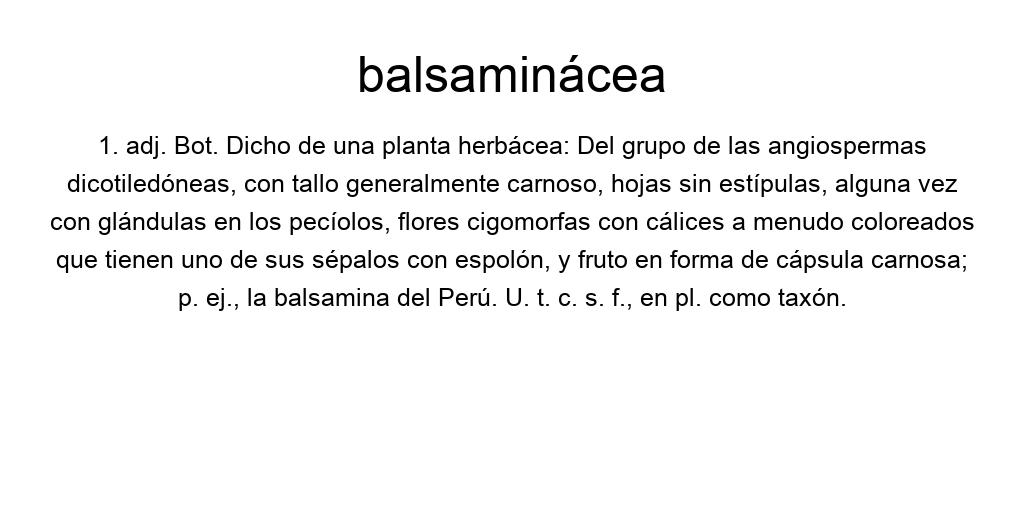 balsaminácea
1. adj. Bot. Dicho de una planta herbácea: Del grupo de las angiospermas
dicotiledóneas, con tallo generalmente carnoso, hojas sin estípulas, alguna vez
con glándulas en los pecíolos, flores cigomorfas con cálices a menudo coloreados
que tienen uno de sus sépalos con espolón, y fruto en forma de cápsula carnosa;
p. ej., la balsamina del Perú. U. t. c. s. f., en pl. como taxón.